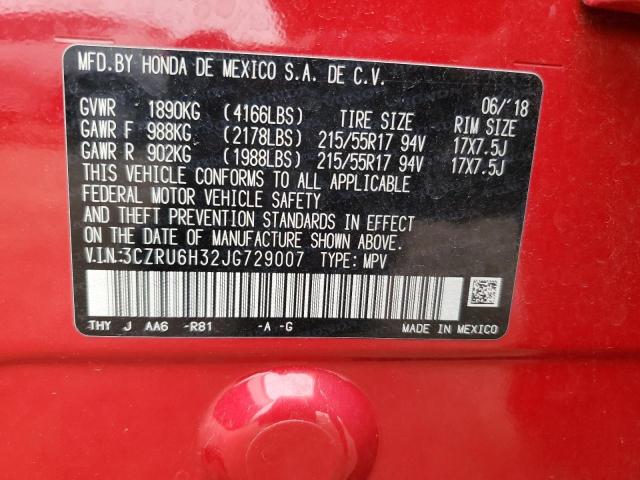 MFD.BY HONDA DE MEXICO S.A. DE C.V.
06/'18
GVWR 1890KG (4166LBS) TIRE SIZE RIM SIZE
GAWR F 988KG (2178LBS) 215/55R17 94V 17X7.5J
GAWR R 902KG (1988LBS) 215/55R17 94V 17X7.5J
THIS VEHICLE CONFORMS TO ALL APPLICABLE
FEDERAL MOTOR VEHICLE SAFETY
AND THEFT PREVENTION STANDARDS IN EFFECT
ON THE DATE OF MANUFACTURE SHOWN ABOVE.
V.I.N:3CZRU6H32JG729007 TYPE: MPV
THY J AA6 -R81 -A -G MADE IN MEXICO